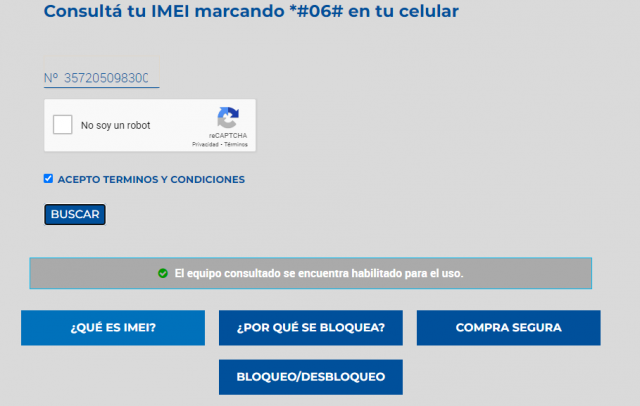 Consultá tu IMEI marcando *#06# en tu celular
Nº 35720509830C
No soy un robot
reCAPTCHA
Privacidad - Términos
ACEPTO TERMINOS Y CONDICIONES
BUSCAR
El equipo consultado se encuentra habilitado para el uso.
¿QUÉ ES IMEI?
¿POR QUÉ SE BLOQUEA?
COMPRA SEGURA
BLOQUEO/DESBLOQUEO